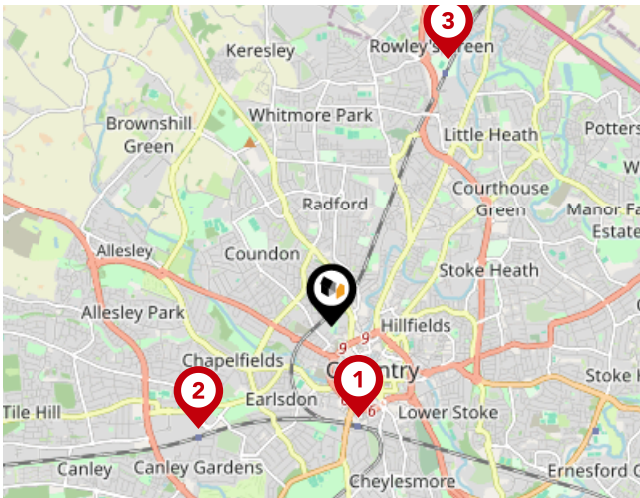 3
Keresley
Rowley's Green
Whitmore Park
Brownshill
Green
Little Heath
Potters
Courthouse
Green
Radford
Manor Fa
Estate
Allesley
Coundon
Stoke Heath
Allesley Park
Hillfields
9
9
Chapelfields
1
2
Stoke H
Earlsdon
6
Tile Hill
Lower Stoke
Canley
Canley Gardens
Cheylesmore
Ernesford G